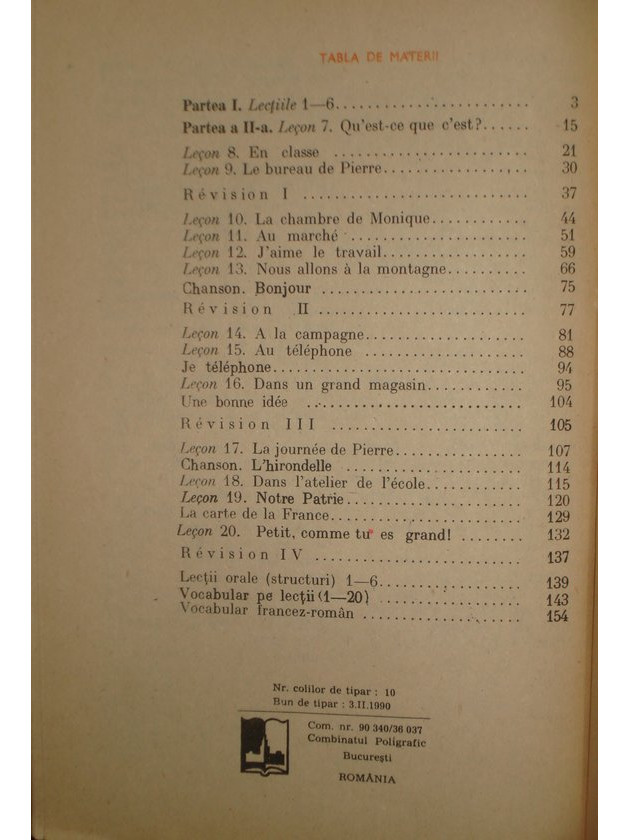 TABLA DE MATERII
Partea I. Lecțiile 1—6........................ 3
Partea a II-a. Leçon 7. Qu'est-ce que c'est?...... 15
Leçon 8. En classe ........................ 21
Leçon 9. Le bureau de Pierre.................. 30
Révision I ........................ 37
Leçon 10. La chambre de Monique............ 44
Leçon 11. Au marché ...................... 51
Leçon 12. J'aime le travail.................. 59
Leçon 13. Nous allons à la montagne.......... 66
Chanson. Bonjour ........................ 75
Révision II ...................... 77
Leçon 14. A la campagne.................... 81
Leçon 15. Au téléphone .................... 88
Je téléphone.............................. 94
Leçon 16. Dans un grand magasin............ 95
Une bonne idée .......................... 104
Révision III ........................ 105
Leçon 17. La journée de Pierre................ 107
Chanson. L'hirondelle ...................... 114
Leçon 18. Dans l'atelier de l'école............ 115
Leçon 19. Notre Patrie...................... 120
La carte de la France........................ 129
Leçon 20. Petit, comme tu es grand! ........ 132
Révision IV .......................... 137
Lecții orale (structuri) 1—6.................. 139
Vocabular pe lecții (1—20) .................. 143
Vocabular francez-român .................... 154
Nr. colilor de tipar : 10
Bun de tipar : 3.II.1990
Com. nr. 90 340/36 037
Combinatul Poligrafic
București
ROMÂNIA